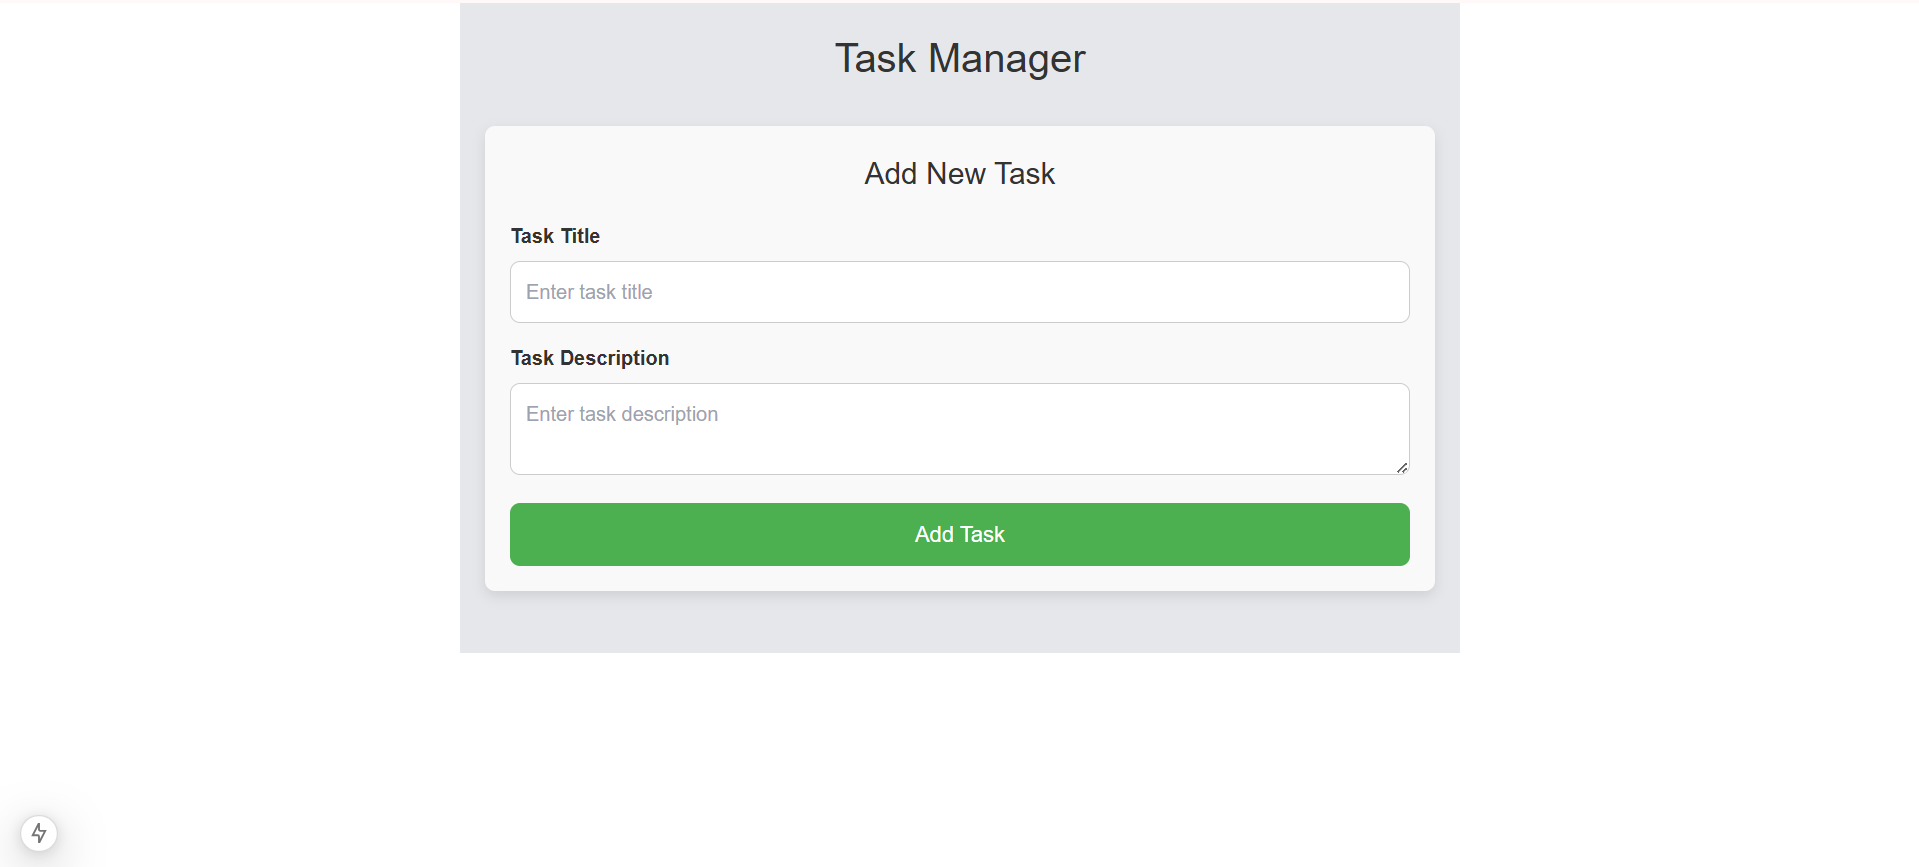 Task Manager
Add New Task
Task Title
Enter task title
Task Description
Enter task description
Add Task